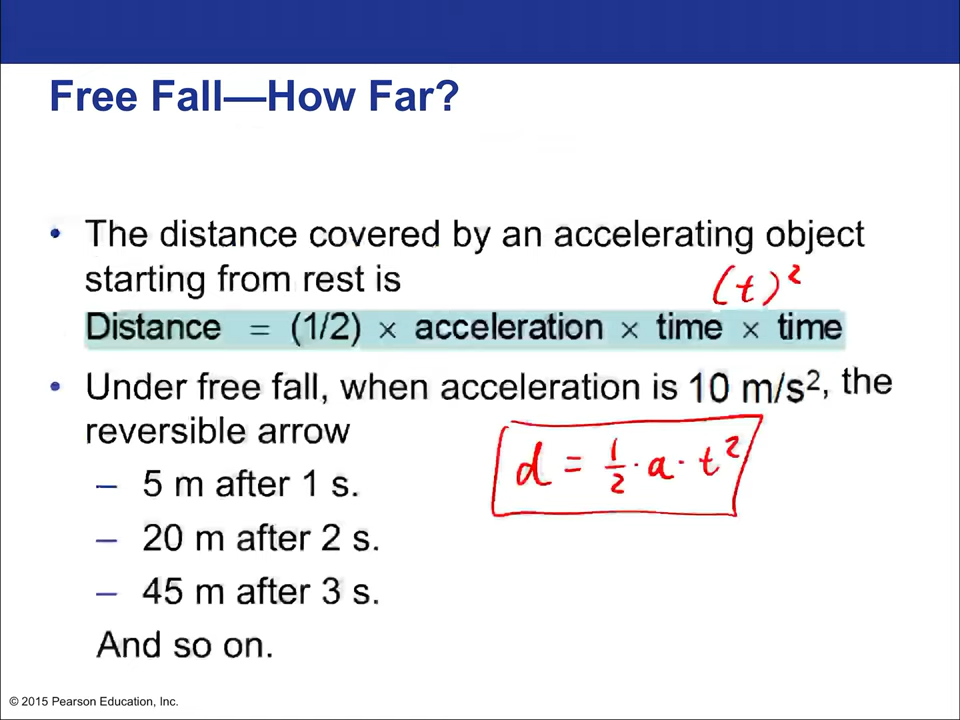 Free Fall—How Far?
• The distance covered by an accelerating object
starting from rest is
(t)²
Distance = (1/2) × acceleration × time × time
• Under free fall, when acceleration is 10 m/s², the
reversible arrow
d = 1/2 · a · t²
– 5 m after 1 s.
– 20 m after 2 s.
– 45 m after 3 s.
And so on.
© 2015 Pearson Education, Inc.